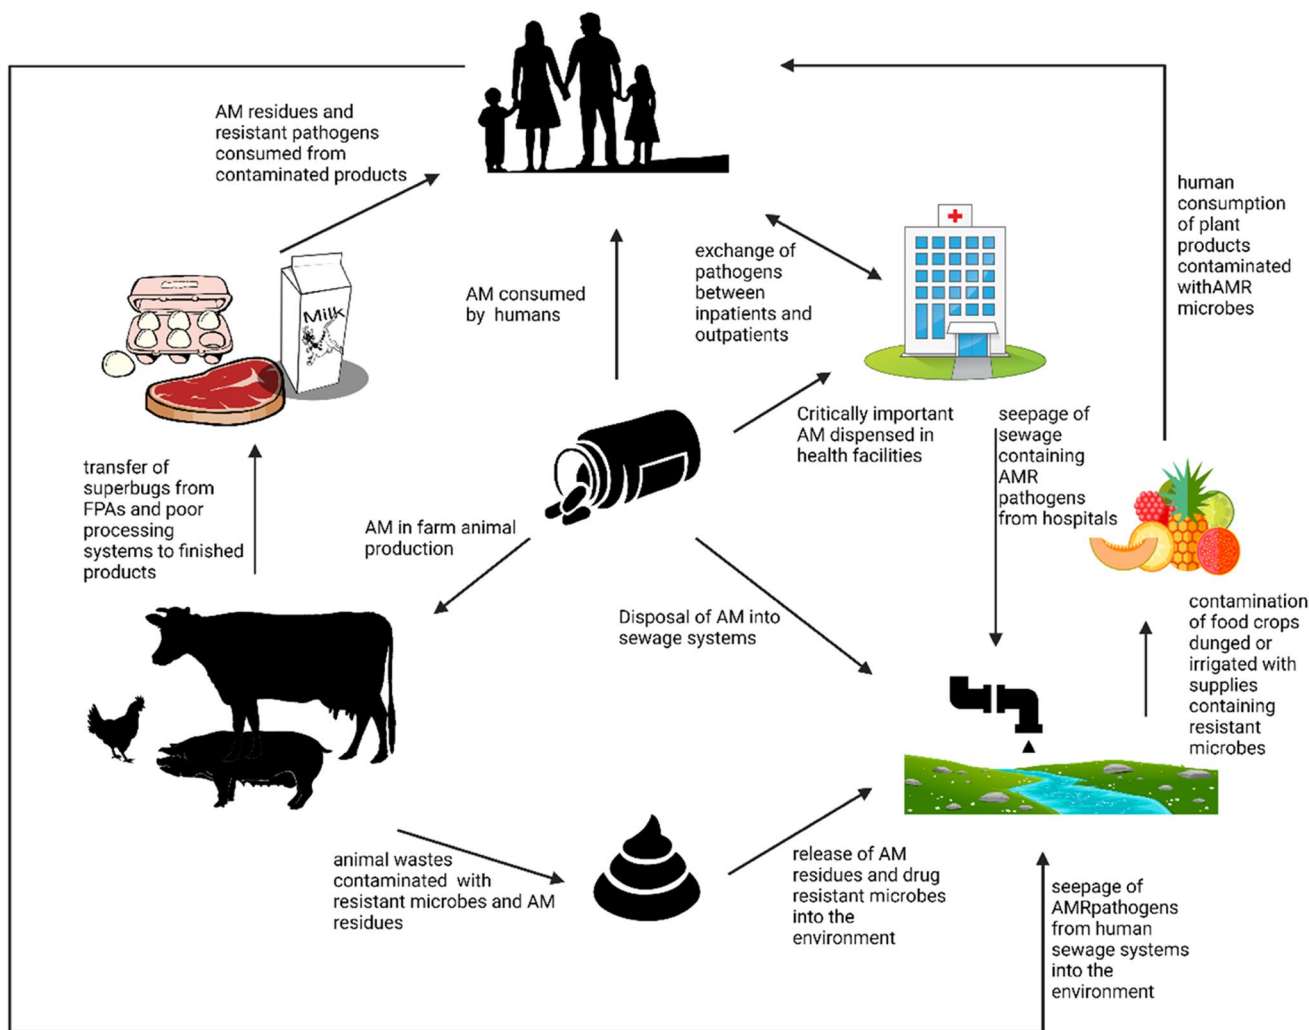 AM residues and
resistant pathogens
consumed from
contaminated products
human
consumption
of plant
products
contaminated
withAMR
microbes
exchange of
pathogens
between
inpatients and
outpatients
AM consumed
by humans
Milk
Critically important
AM dispensed in
health facilities
seepage of
sewage
containing
AMR
pathogens
from hospitals
transfer of
superbugs from
FPAs and poor
processing
systems to finished
products
AM in farm animal
production
Disposal of AM into
sewage systems
contamination
of food crops
dunged or
irrigated with
supplies
containing
resistant
microbes
animal wastes
contaminated with
resistant microbes and AM
residues
release of AM
residues and drug
resistant microbes
into the
environment
seepage of
AMRpathogens
from human
sewage systems
into the
environment